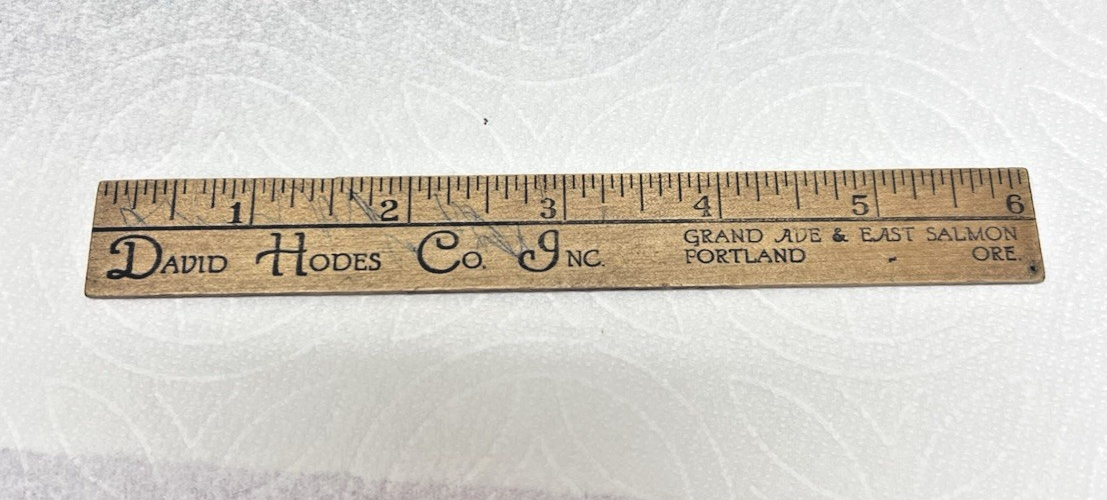 1 2 3 4 5 6
DAVID HODES CO. INC.
GRAND AVE & EAST SALMON
PORTLAND ORE.